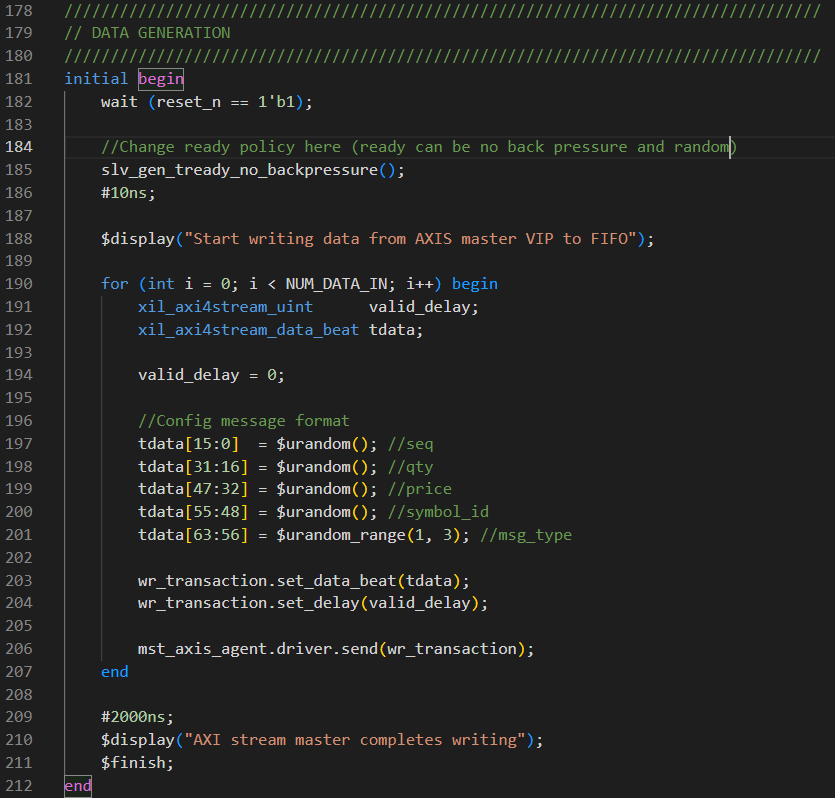 178 //////////////////////////////////////////////////////////////////////////////////
179 // DATA GENERATION
180 //////////////////////////////////////////////////////////////////////////////////
181 initial begin
182     wait (reset_n == 1'b1);
183
184     //Change ready policy here (ready can be no back pressure and random)
185     slv_gen_tready_no_backpressure();
186     #10ns;
187
188     $display("Start writing data from AXIS master VIP to FIFO");
189
190     for (int i = 0; i < NUM_DATA_IN; i++) begin
191         xil_axi4stream_uint      valid_delay;
192         xil_axi4stream_data_beat tdata;
193
194         valid_delay = 0;
195
196         //Config message format
197         tdata[15:0]  = $urandom(); //seq
198         tdata[31:16] = $urandom(); //qty
199         tdata[47:32] = $urandom(); //price
200         tdata[55:48] = $urandom(); //symbol_id
201         tdata[63:56] = $urandom_range(1, 3); //msg_type
202
203         wr_transaction.set_data_beat(tdata);
204         wr_transaction.set_delay(valid_delay);
205
206         mst_axis_agent.driver.send(wr_transaction);
207     end
208
209     #2000ns;
210     $display("AXI stream master completes writing");
211     $finish;
212 end